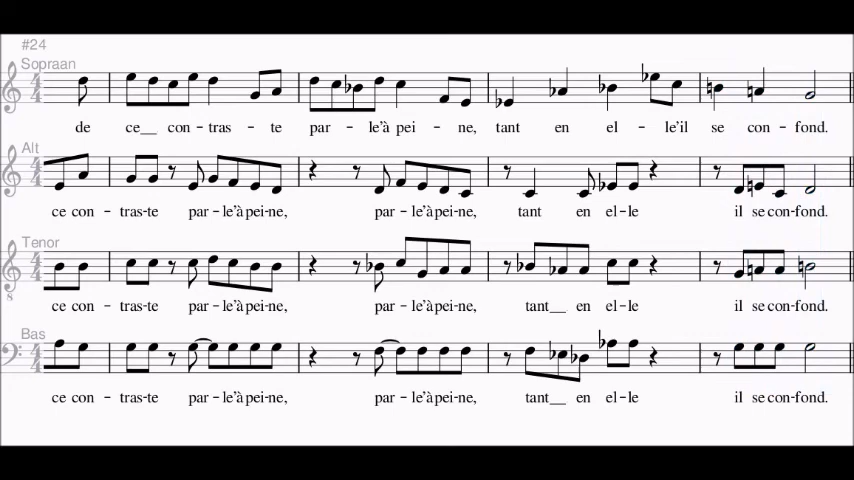 #24
Sopraan
de ce__ con - tras - te par - le'à pei - ne, tant en el - le'il se con - fond.
Alt
ce con - tras-te par-le'à pei-ne, par-le'à pei-ne, tant en el-le il se con-fond.
Tenor
8
ce con - tras-te par-le'à pei-ne, par-le'à pei-ne, tant__ en el-le il se con-fond.
Bas
ce con - tras-te par-le'à pei-ne, par-le'à pei-ne, tant__ en el-le il se con-fond.